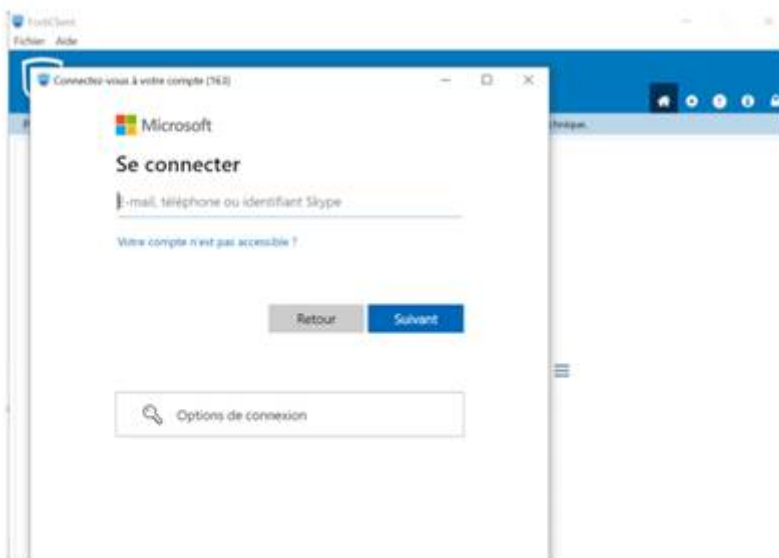 FortiClient
Fichier Aide
Connectez-vous à votre compte (163)
Microsoft
Se connecter
E-mail, téléphone ou identifiant Skype
Votre compte n'est pas accessible ?
Retour
Suivant
Options de connexion